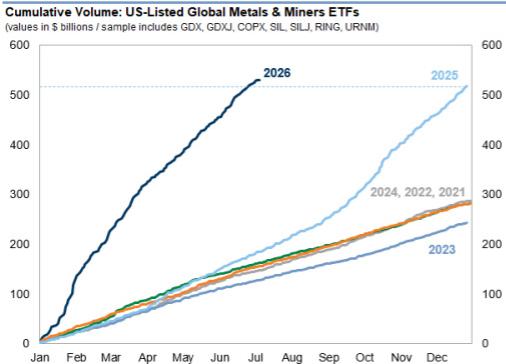 Cumulative Volume: US-Listed Global Metals & Miners ETFs
(values in $ billions / sample includes GDX, GDXJ, COPX, SIL, SILJ, RING, URNM)
600 600
2026 2025
500 500
400 400
300 300
2024, 2022, 2021
200 200
2023
100 100
0 0
Jan Feb Mar Apr May Jun Jul Aug Sep Oct Nov Dec